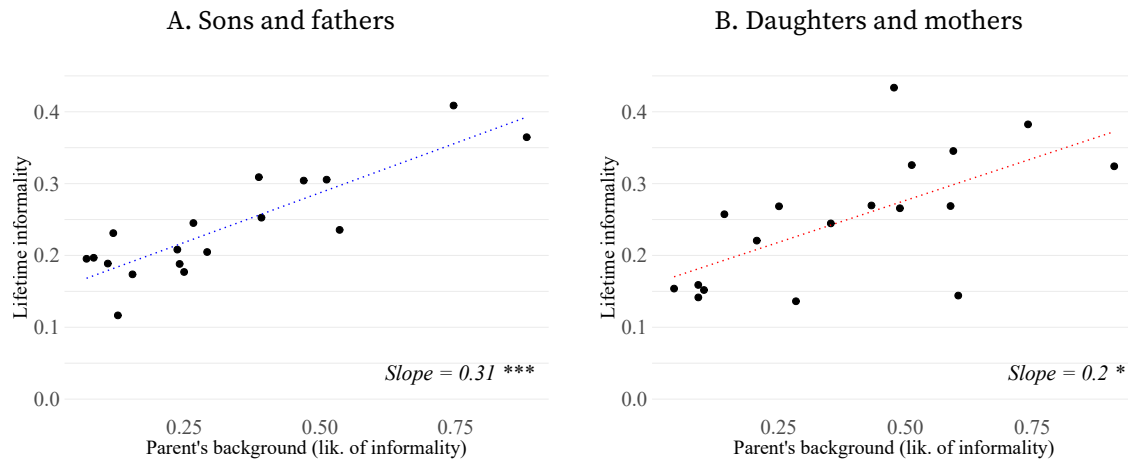 A. Sons and fathers
Lifetime informality
0.4
0.3
0.2
0.1
0.0
Slope = 0.31 ***
0.25 0.50 0.75
Parent's background (lik. of informality)
B. Daughters and mothers
Lifetime informality
0.4
0.3
0.2
0.1
0.0
Slope = 0.2 *
0.25 0.50 0.75
Parent's background (lik. of informality)